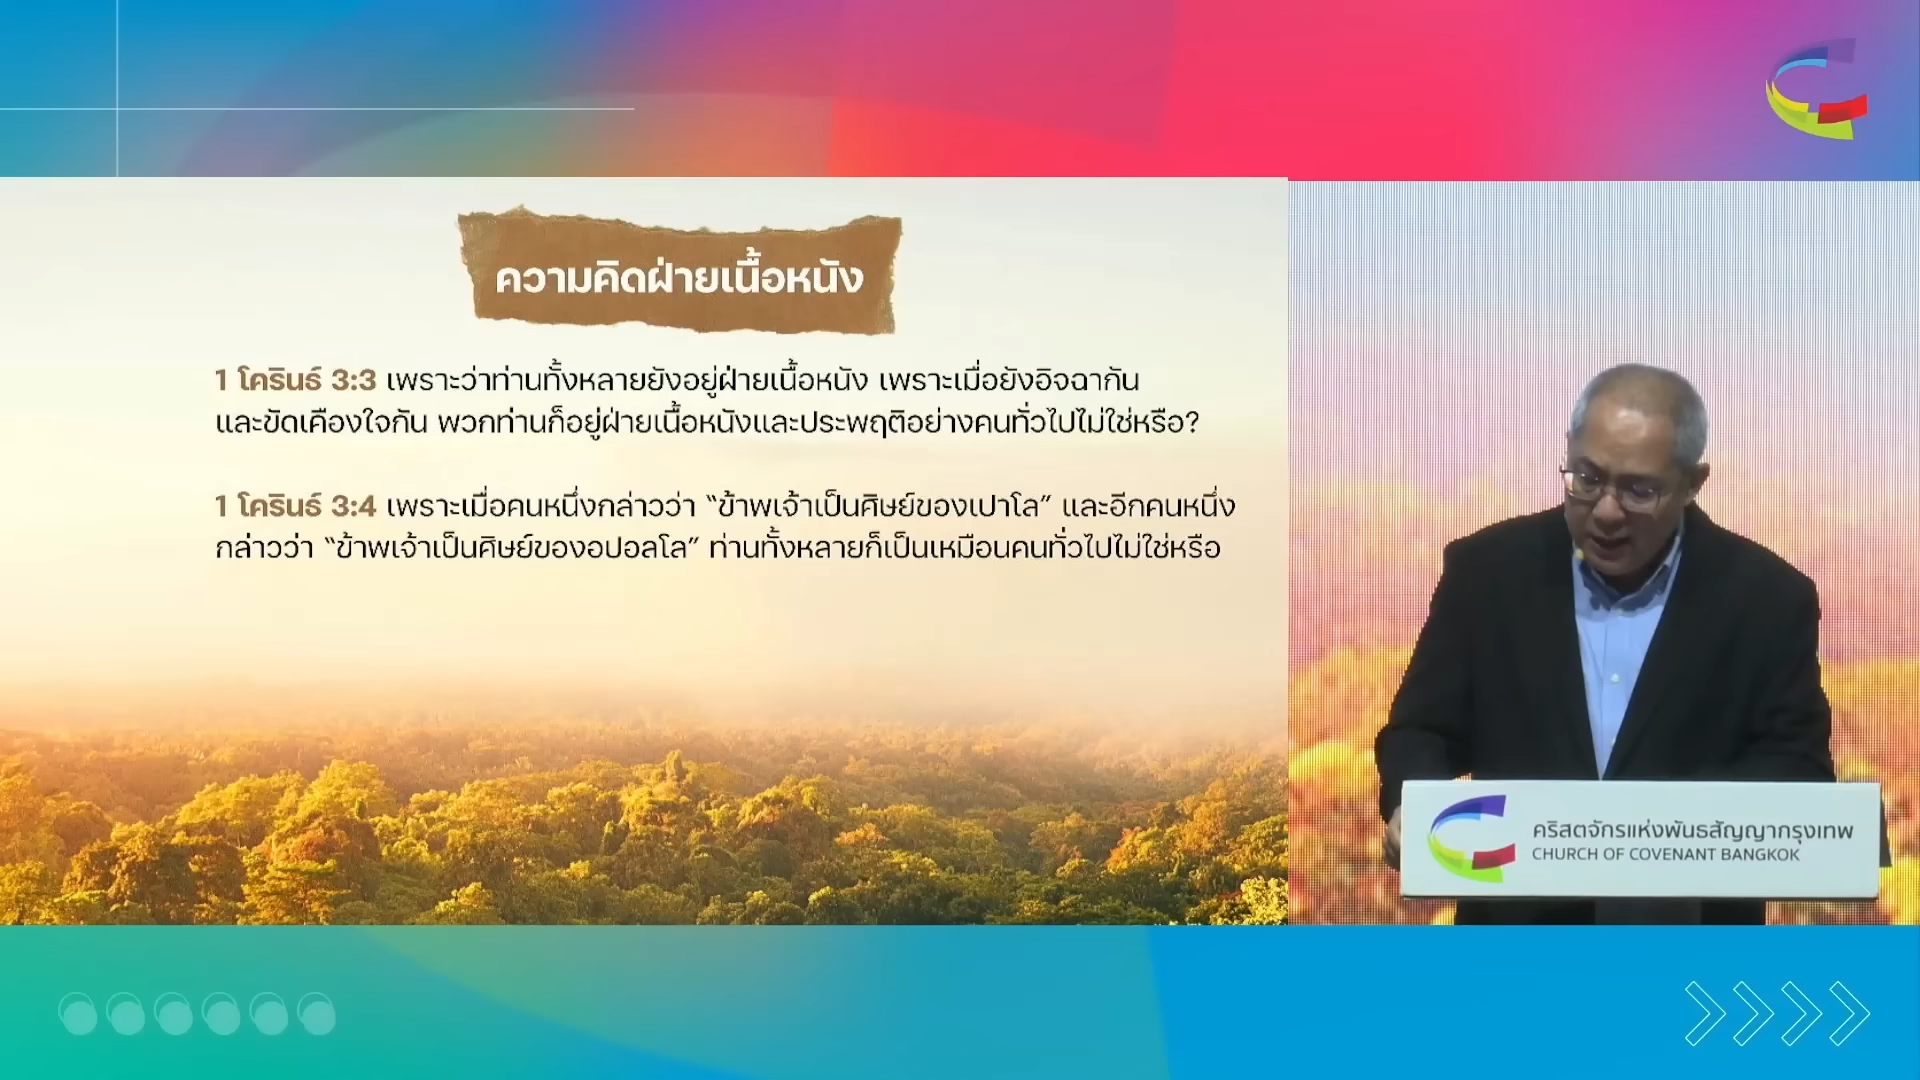 ความคิดฝ่ายเนื้อหนัง
1 โครินธ์ 3:3 เพราะว่าท่านทั้งหลายยังอยู่ฝ่ายเนื้อหนัง เพราะเมื่อยังอิจฉากัน
และขัดเคืองใจกัน พวกท่านก็อยู่ฝ่ายเนื้อหนังและประพฤติอย่างคนทั่วไปไม่ใช่หรือ?
1 โครินธ์ 3:4 เพราะเมื่อคนหนึ่งกล่าวว่า “ข้าพเจ้าเป็นศิษย์ของเปาโล” และอีกคนหนึ่ง
กล่าวว่า “ข้าพเจ้าเป็นศิษย์ของอปอลโล” ท่านทั้งหลายก็เป็นเหมือนคนทั่วไปไม่ใช่หรือ
คริสตจักรแห่งพันธสัญญากรุงเทพ
CHURCH OF COVENANT BANGKOK